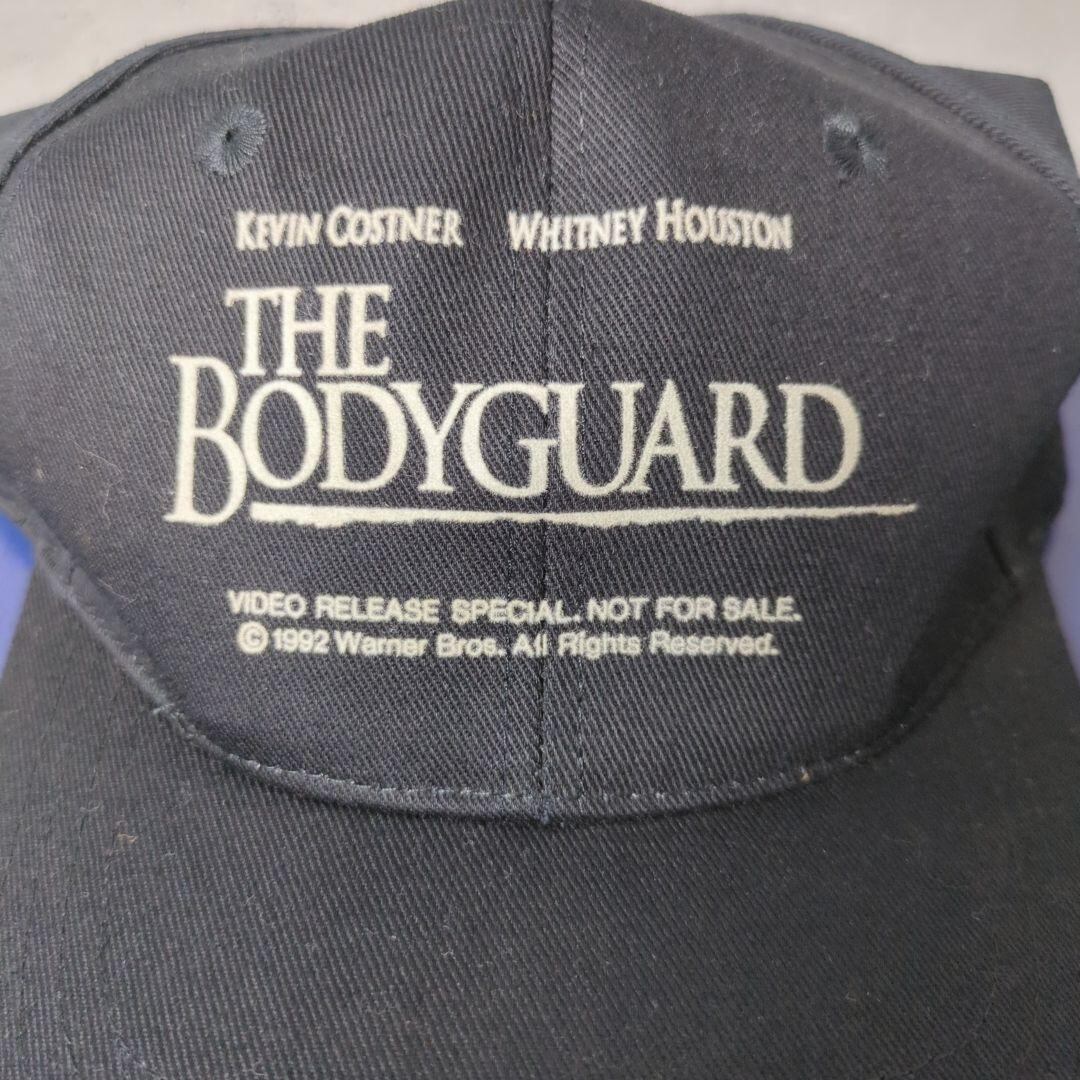 KEVIN COSTNER WHITNEY HOUSTON
THE
BODYGUARD
VIDEO RELEASE SPECIAL. NOT FOR SALE.
© 1992 Warner Bros. All Rights Reserved.